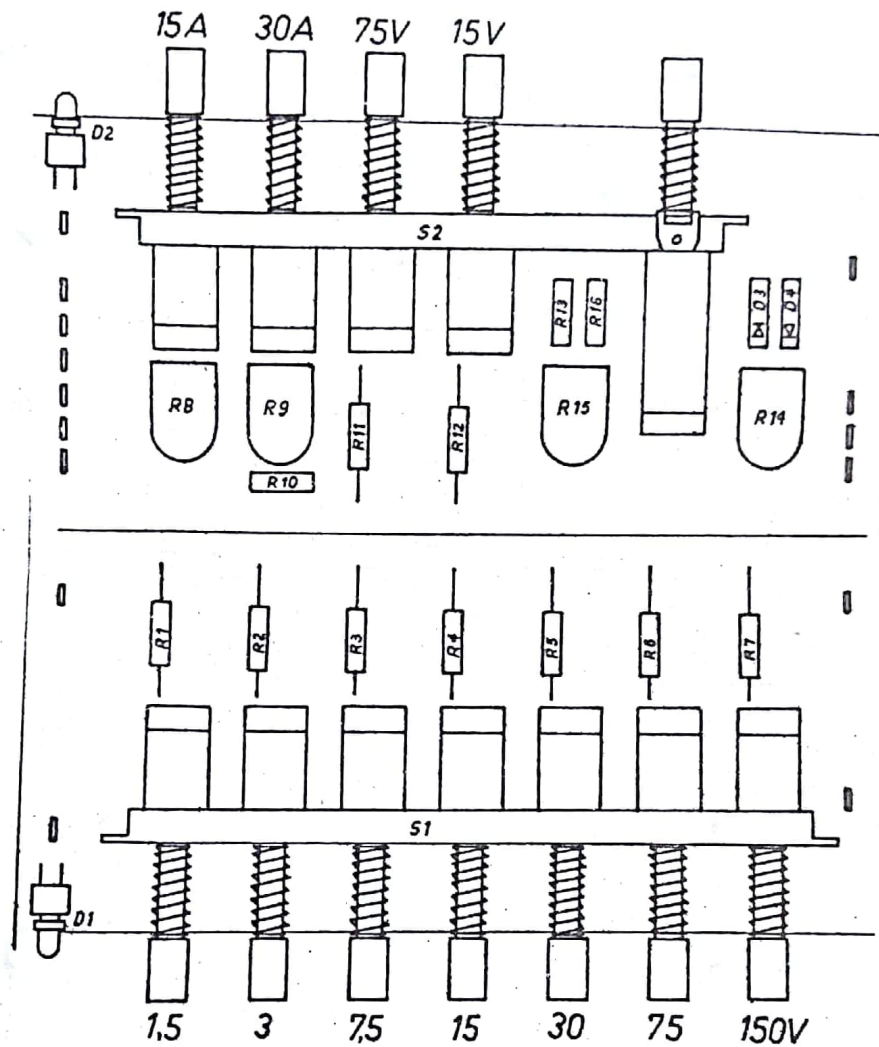 15A 30A 75V 15V
D2
S2
R13 R16 D3 D4
R8 R9 R11 R12 R15 R14
R10
R1 R2 R3 R4 R5 R6 R7
S1
D1
1,5 3 7,5 15 30 75 150V